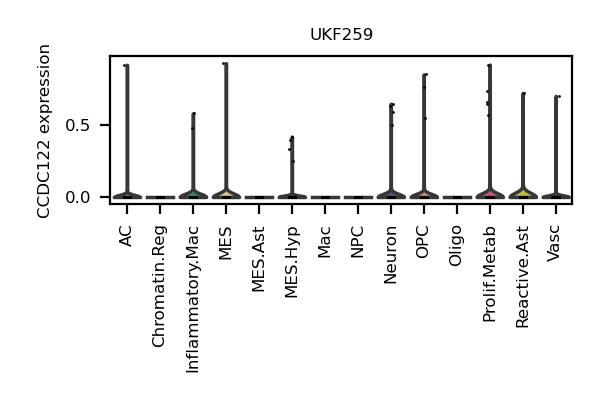 UKF259
CCDC122 expression
0.5
0.0
AC
Chromatin.Reg
Inflammatory.Mac
MES
MES.Ast
MES.Hyp
Mac
NPC
Neuron
OPC
Oligo
Prolif.Metab
Reactive.Ast
Vasc